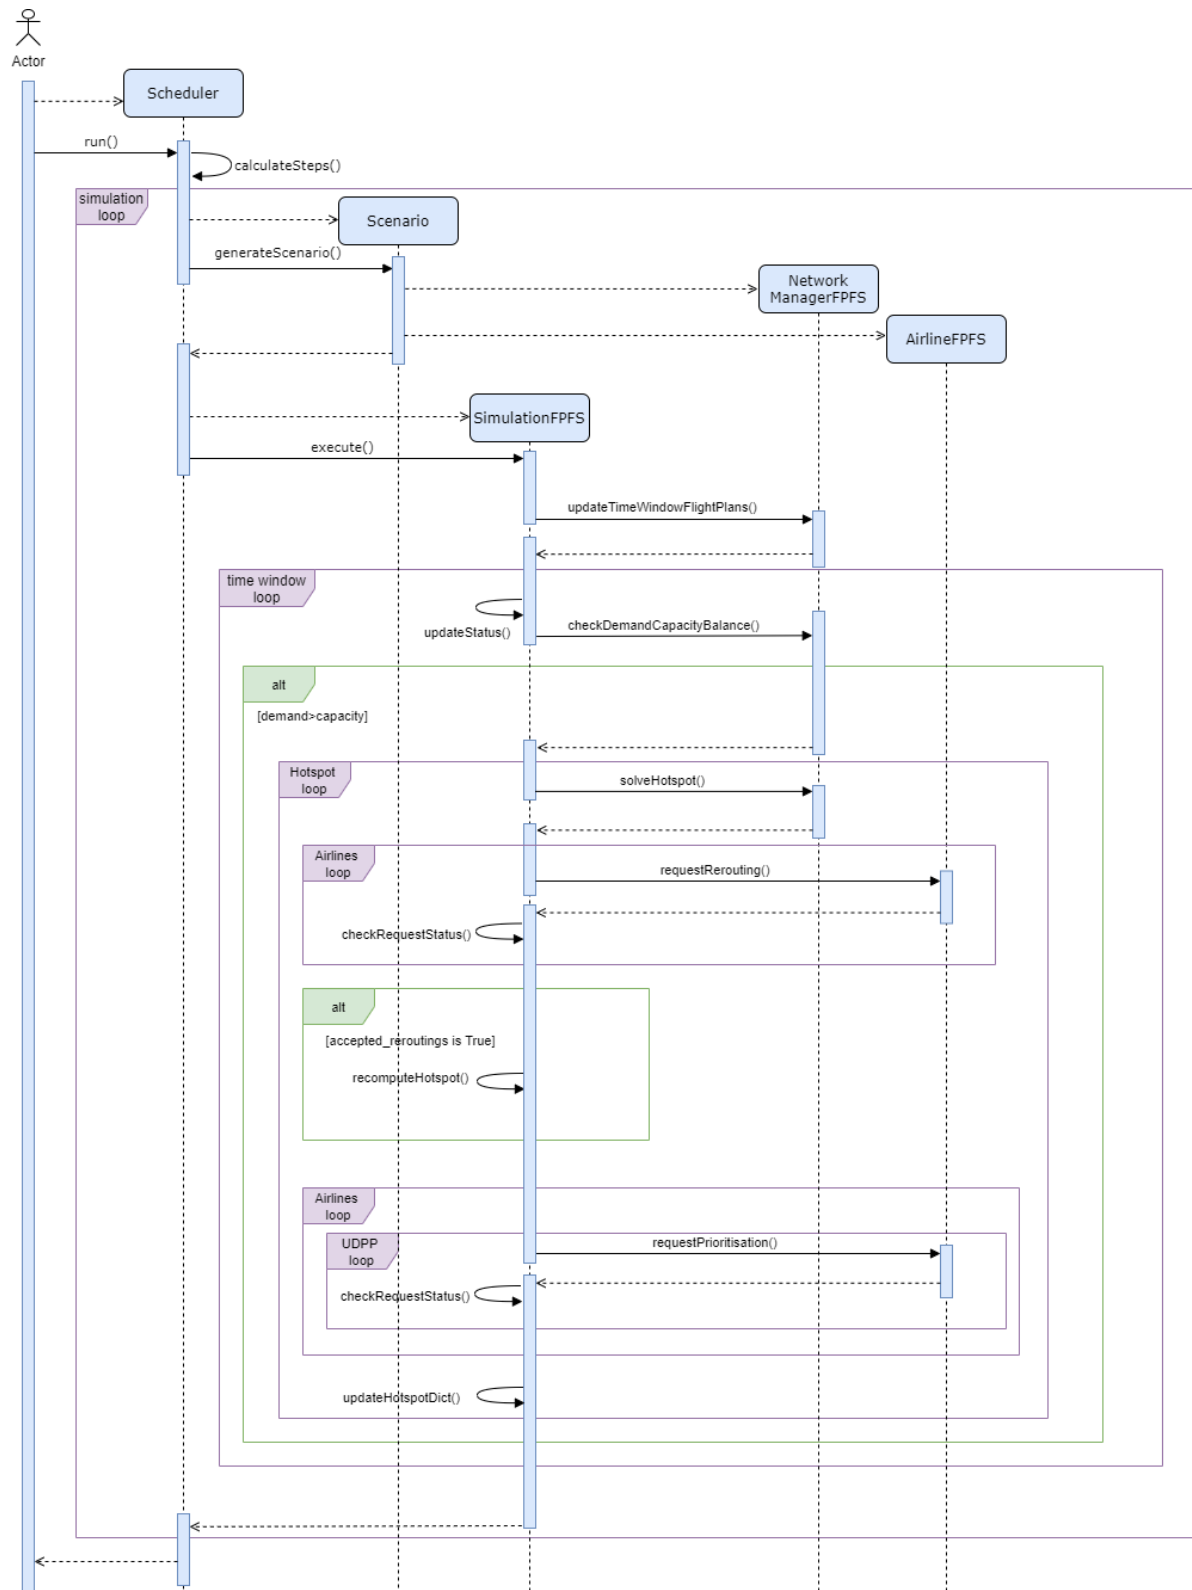 Actor
Scheduler
run()
calculateSteps()
simulation
loop
Scenario
generateScenario()
Network
ManagerFPFS
AirlineFPFS
SimulationFPFS
execute()
updateTimeWindowFlightPlans()
time window
loop
updateStatus()
checkDemandCapacityBalance()
alt
[demand>capacity]
Hotspot
loop
solveHotspot()
Airlines
loop
requestRerouting()
checkRequestStatus()
alt
[accepted_reroutings is True]
recomputeHotspot()
Airlines
loop
UDPP
loop
requestPrioritisation()
checkRequestStatus()
updateHotspotDict()